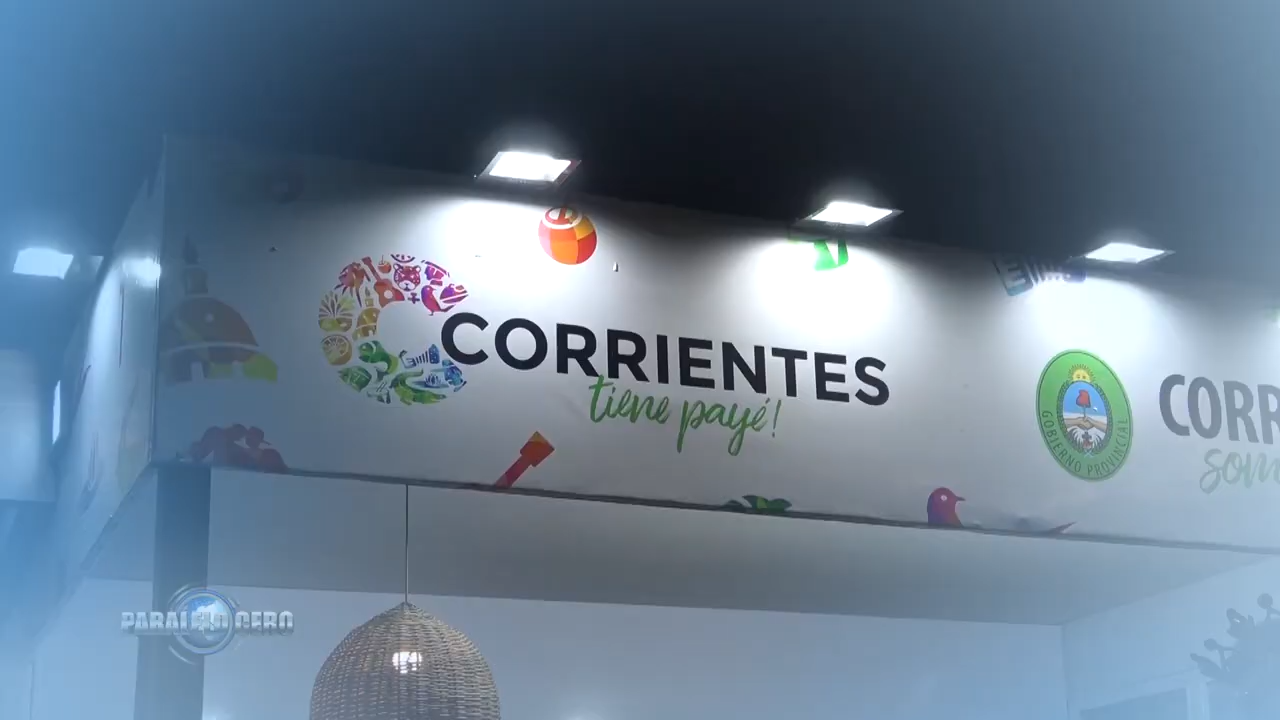 CORRIENTES
tiene payé!
GOBIERNO PROVINCIAL
CORR
som
PARALELO CERO